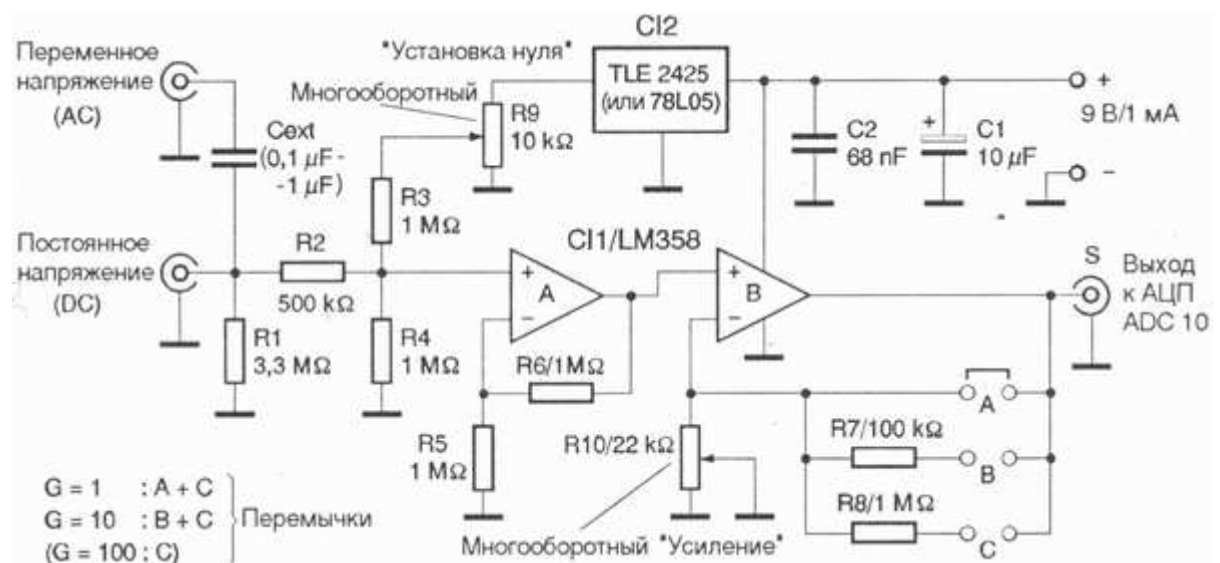 Переменное
напряжение
(AC)
"Установка нуля"
Многооборотный
R9
10 kΩ
CI2
TLE 2425
(или 78L05)
+
9 В/1 мА
−
C2
68 nF
+
C1
10 µF
Cext
(0,1 µF-
-1 µF)
R3
1 MΩ
Постоянное
напряжение
(DC)
R2
500 kΩ
CI1/LM358
+
A
−
+
B
−
S
Выход
к АЦП
ADC 10
R1
3,3 MΩ
R4
1 MΩ
R6/1MΩ
R5
1 MΩ
R10/22 kΩ
A
R7/100 kΩ
B
R8/1 MΩ
C
G = 1 : A + C
G = 10 : B + C
(G = 100 : C)
Перемычки
Многооборотный "Усиление"